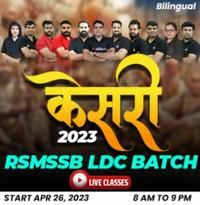 Bilingual
केसरी
2023
RSMSSB LDC BATCH
LIVE CLASSES
START APR 26, 2023 8 AM TO 9 PM